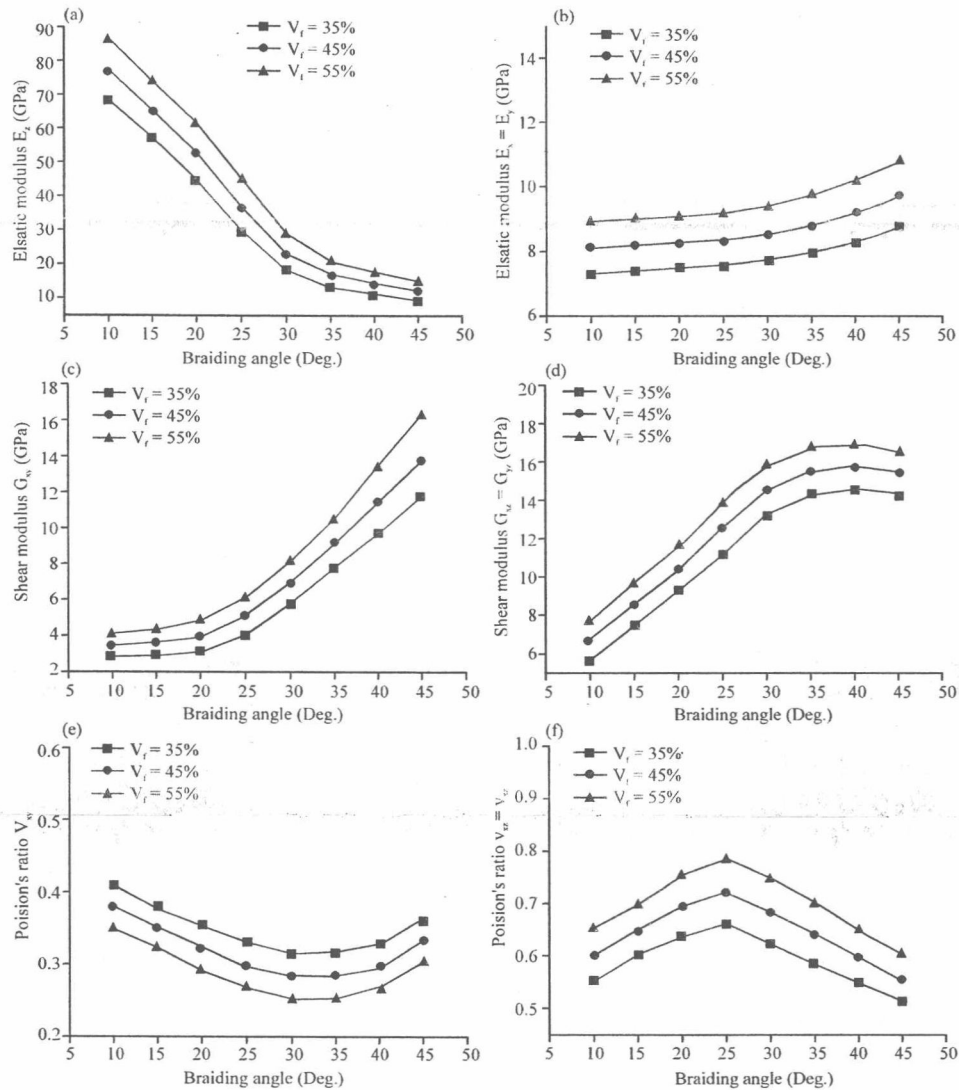 (a)
V_f = 35%
V_f = 45%
V_f = 55%
Elsatic modulus E_z (GPa)
90
80
70
60
50
40
30
20
10
5 10 15 20 25 30 35 40 45 50
Braiding angle (Deg.)
(b)
V_f = 35%
V_f = 45%
V_f = 55%
Elsatic modulus E_x = E_y (GPa)
14
12
10
8
6
5 10 15 20 25 30 35 40 45 50
Braiding angle (Deg.)
(c)
V_f = 35%
V_f = 45%
V_f = 55%
Shear modulus G_xy (GPa)
18
16
14
12
10
8
6
4
2
5 10 15 20 25 30 35 40 45 50
Braiding angle (Deg.)
(d)
V_f = 35%
V_f = 45%
V_f = 55%
Shear modulus G_xz = G_yz (GPa)
20
18
16
14
12
10
8
6
5 10 15 20 25 30 35 40 45 50
Braiding angle (Deg.)
(e)
V_f = 35%
V_f = 45%
V_f = 55%
Poision's ratio V_xy
0.6
0.5
0.4
0.3
0.2
5 10 15 20 25 30 35 40 45 50
Braiding angle (Deg.)
(f)
V_f = 35%
V_f = 45%
V_f = 55%
Poision's ratio
1.0
0.9
0.8
0.7
0.6
0.5
5 10 15 20 25 30 35 40 45 50
Braiding angle (Deg.)